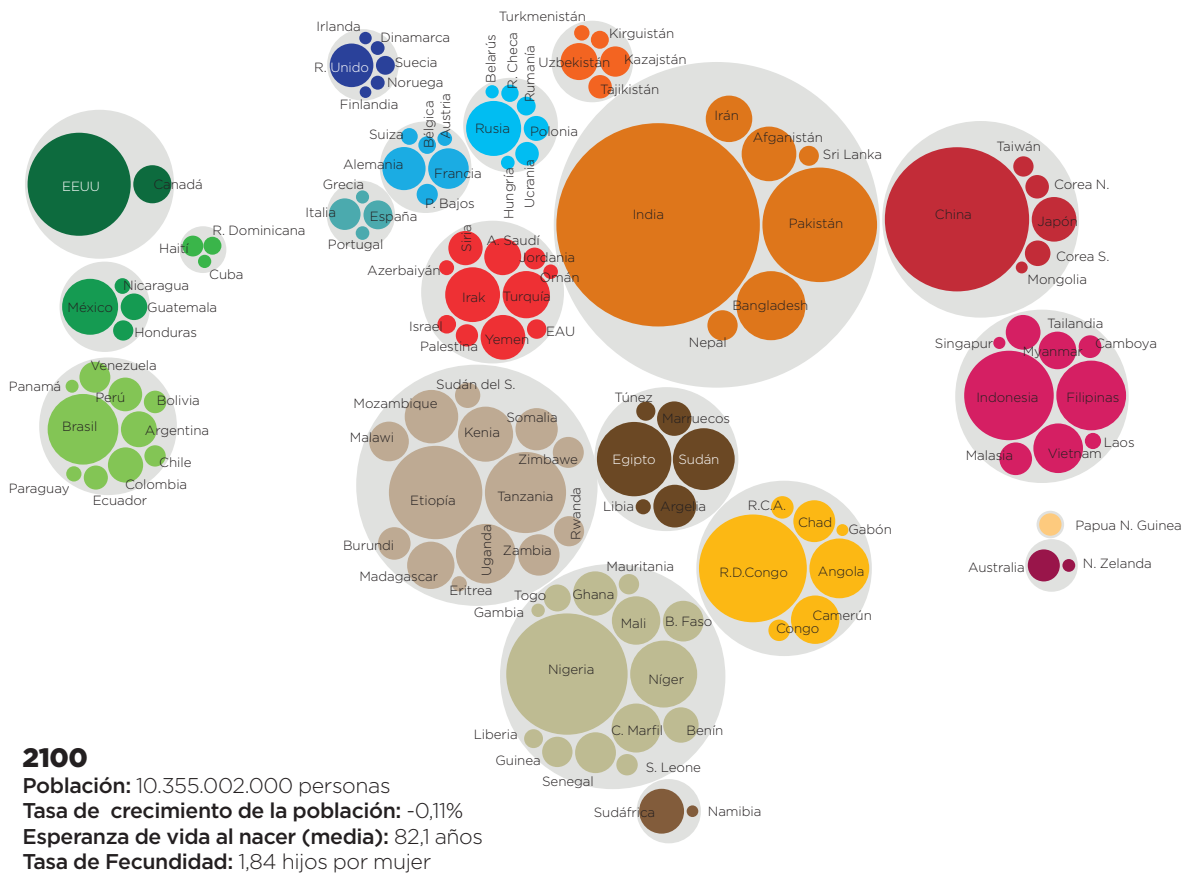 Irlanda
Dinamarca
R. Unido
Suecia
Noruega
Finlandia
Turkmenistán
Kirguistán
Uzbekistán
Kazajstán
Tajikistán
Belarús
R. Checa
Rumanía
Rusia
Polonia
Hungría
Ucrania
Suiza
Bélgica
Austria
Alemania
Francia
P. Bajos
Grecia
Italia
España
Portugal
EEUU
Canadá
R. Dominicana
Haití
Cuba
Nicaragua
México
Guatemala
Honduras
Venezuela
Panamá
Perú
Bolivia
Brasil
Argentina
Chile
Paraguay
Colombia
Ecuador
Siria
A. Saudí
Jordania
Azerbaiyán
Omán
Irak
Turquía
Israel
EAU
Palestina
Yemen
Irán
Afganistán
Sri Lanka
India
Pakistán
Bangladesh
Nepal
Taiwán
Corea N.
China
Japón
Corea S.
Mongolia
Tailandia
Singapur
Myanmar
Camboya
Indonesia
Filipinas
Laos
Malasia
Vietnam
Sudán del S.
Mozambique
Somalia
Kenia
Malawi
Zimbawe
Etiopía
Tanzania
Rwanda
Burundi
Uganda
Zambia
Madagascar
Eritrea
Túnez
Marruecos
Egipto
Sudán
Libia
Argelia
R.C.A.
Chad
Gabón
R.D.Congo
Angola
Camerún
Congo
Papua N. Guinea
Australia
N. Zelanda
Mauritania
Togo
Ghana
Gambia
Mali
B. Faso
Nigeria
Níger
C. Marfil
Benín
Liberia
Guinea
Senegal
S. Leone
Sudáfrica
Namibia
2100
Población: 10.355.002.000 personas
Tasa de crecimiento de la población: -0,11%
Esperanza de vida al nacer (media): 82,1 años
Tasa de Fecundidad: 1,84 hijos por mujer